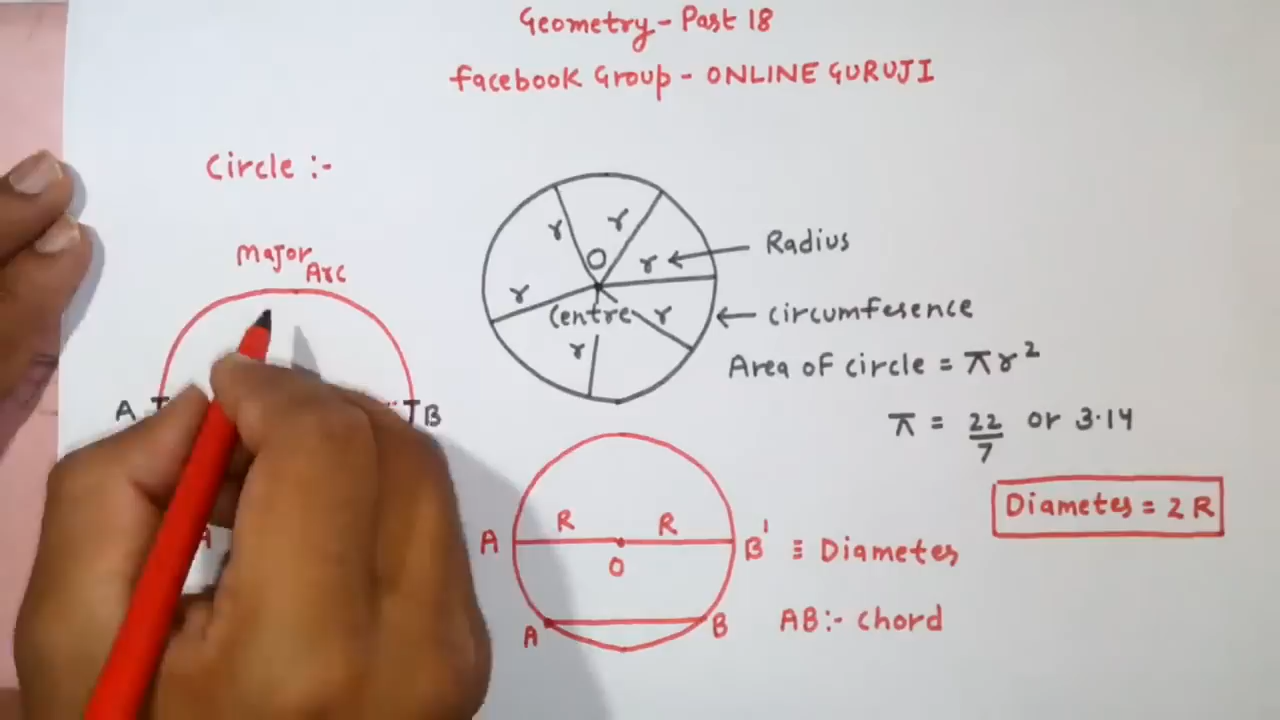 Geometry - Part 18
Facebook Group - ONLINE GURUJI
Circle :-
Major Arc
A
B
A
r
r
r
r
r
r
O
Centre
Radius
circumference
Area of circle = πr²
π = 22/7 or 3.14
Diameter = 2R
A
R
R
B'
O
≡ Diameter
A
B
AB:- chord